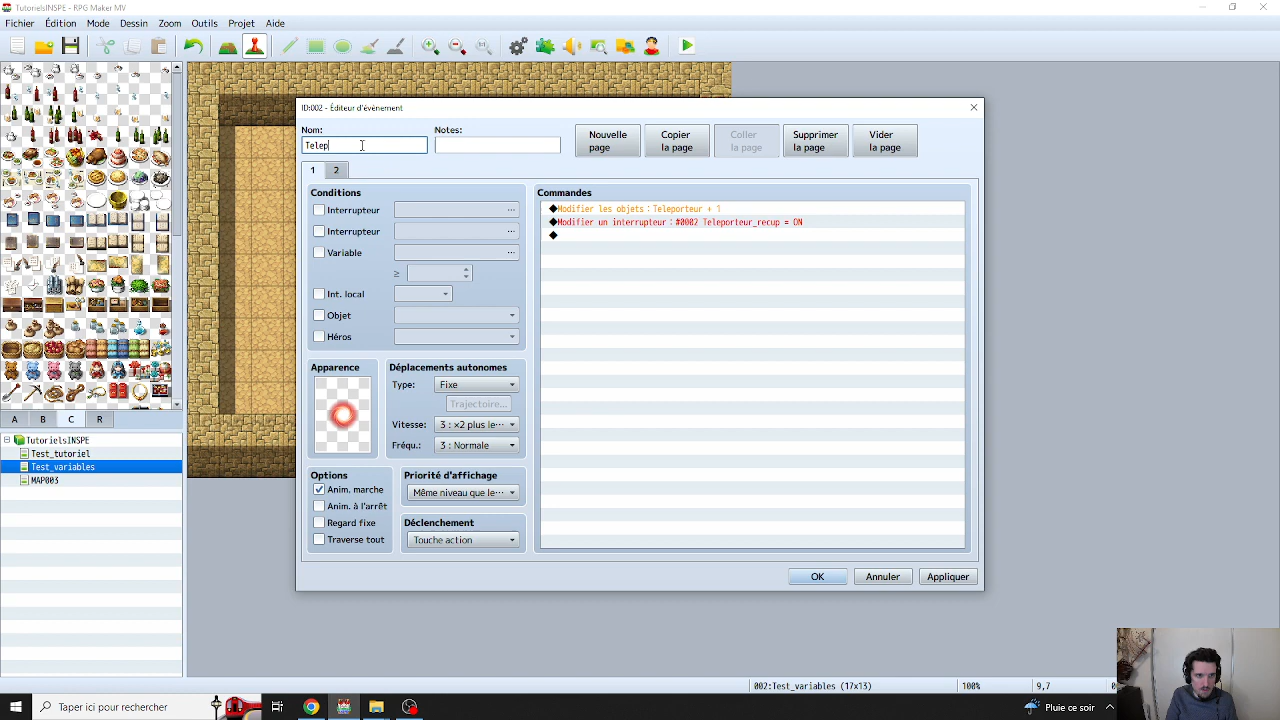 TutorielsINSPE - RPG Maker MV
Fichier Édition Mode Dessin Zoom Outils Projet Aide
ID:002 - Éditeur d'évènement
Nom: Notes:
Telep
Nouvelle page
Copier la page
Coller la page
Supprimer la page
Vider la page
1 2
Conditions
Interrupteur ...
Interrupteur ...
Variable ...
≥
Int. local
Objet
Héros
Commandes
◆Modifier les objets : Teleporteur + 1
◆Modifier un interrupteur : #0002 Teleporteur_recup = ON
◆
Apparence
Déplacements autonomes
Type: Fixe
Trajectoire...
Vitesse: 3 : ×2 plus le···
Fréqu.: 3 : Normale
Options
Anim. marche
Anim. à l'arrêt
Regard fixe
Traverse tout
Priorité d'affichage
Même niveau que le···
Déclenchement
Touche action
OK Annuler Appliquer
A B C R
TutorielsINSPE
Test_tutoriel
Test_variables
MAP003
002:Test_variables (17x13) 100% 9,7
Taper ici pour rechercher
Pluie ce soir